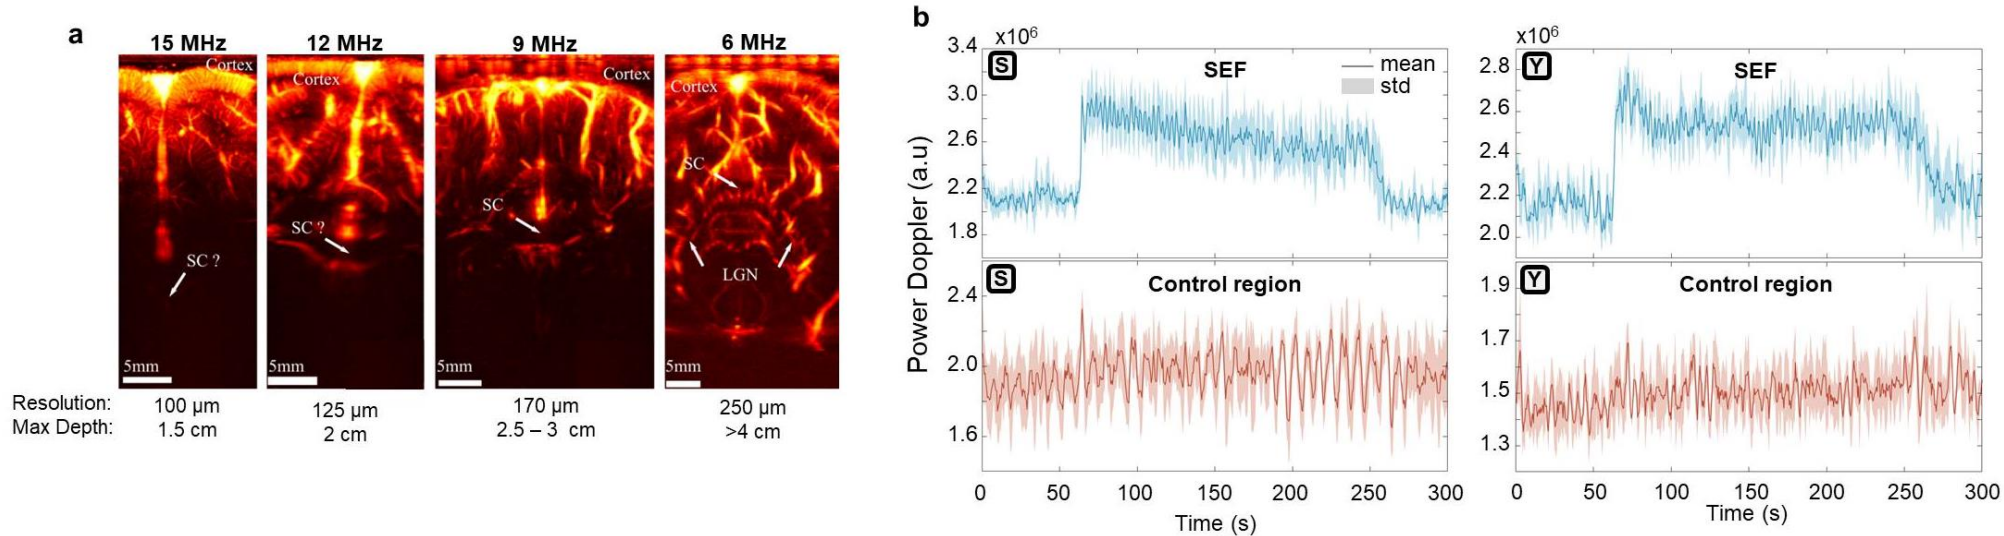 a
15 MHz
12 MHz
9 MHz
6 MHz
Cortex
Cortex
Cortex
Cortex
SC ?
SC ?
SC
SC
LGN
5mm
5mm
5mm
5mm
Resolution: 100 µm 125 µm 170 µm 250 µm
Max Depth: 1.5 cm 2 cm 2.5 – 3 cm >4 cm
b
Power Doppler (a.u)
x10⁶
S
SEF
mean
std
3.4
3.0
2.6
2.2
1.8
x10⁶
Y
SEF
2.8
2.6
2.4
2.2
2.0
S
Control region
2.4
2.0
1.6
0 50 100 150 200 250 300
Time (s)
Y
Control region
1.9
1.7
1.5
1.3
0 50 100 150 200 250 300
Time (s)